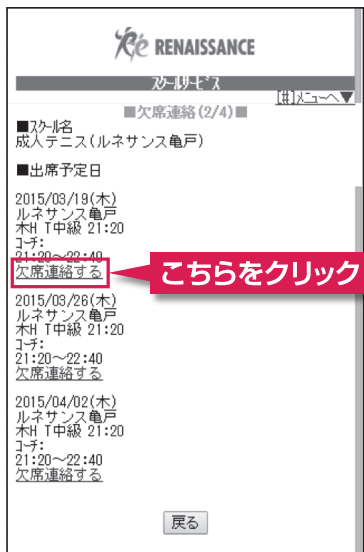 Ré RENAISSANCE
スクールサービス
[#]メニューへ▼
■欠席連絡(2/4)■
■スクール名
成人テニス(ルネサンス亀戸)
■出席予定日
2015/03/19(木)
ルネサンス亀戸
木H T中級 21:20
コーチ:
21:20～22:40
欠席連絡する
こちらをクリック
2015/03/26(木)
ルネサンス亀戸
木H T中級 21:20
コーチ:
21:20～22:40
欠席連絡する
2015/04/02(木)
ルネサンス亀戸
木H T中級 21:20
コーチ:
21:20～22:40
欠席連絡する
戻る